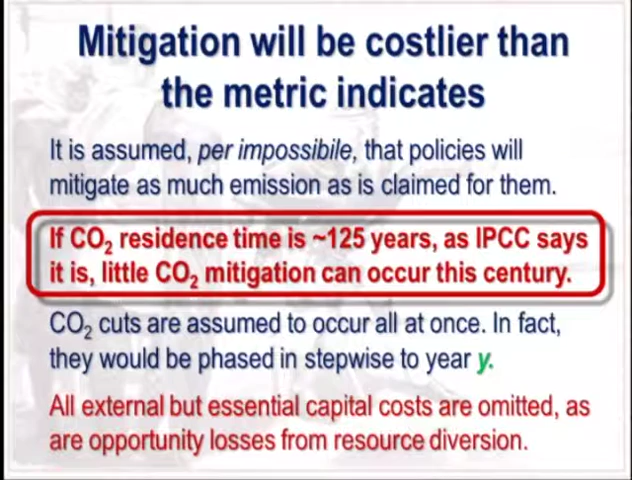 Mitigation will be costlier than
the metric indicates
It is assumed, per impossibile, that policies will
mitigate as much emission as is claimed for them.
If CO₂ residence time is ~125 years, as IPCC says
it is, little CO₂ mitigation can occur this century.
CO₂ cuts are assumed to occur all at once. In fact,
they would be phased in stepwise to year y.
All external but essential capital costs are omitted, as
are opportunity losses from resource diversion.